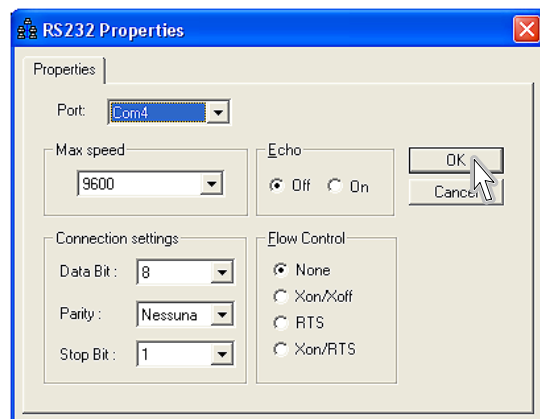 RS232 Properties
Properties
Port: Com4
Max speed
9600
Echo
Off On
OK
Cancel
Connection settings
Data Bit : 8
Parity : Nessuna
Stop Bit : 1
Flow Control
None
Xon/Xoff
RTS
Xon/RTS